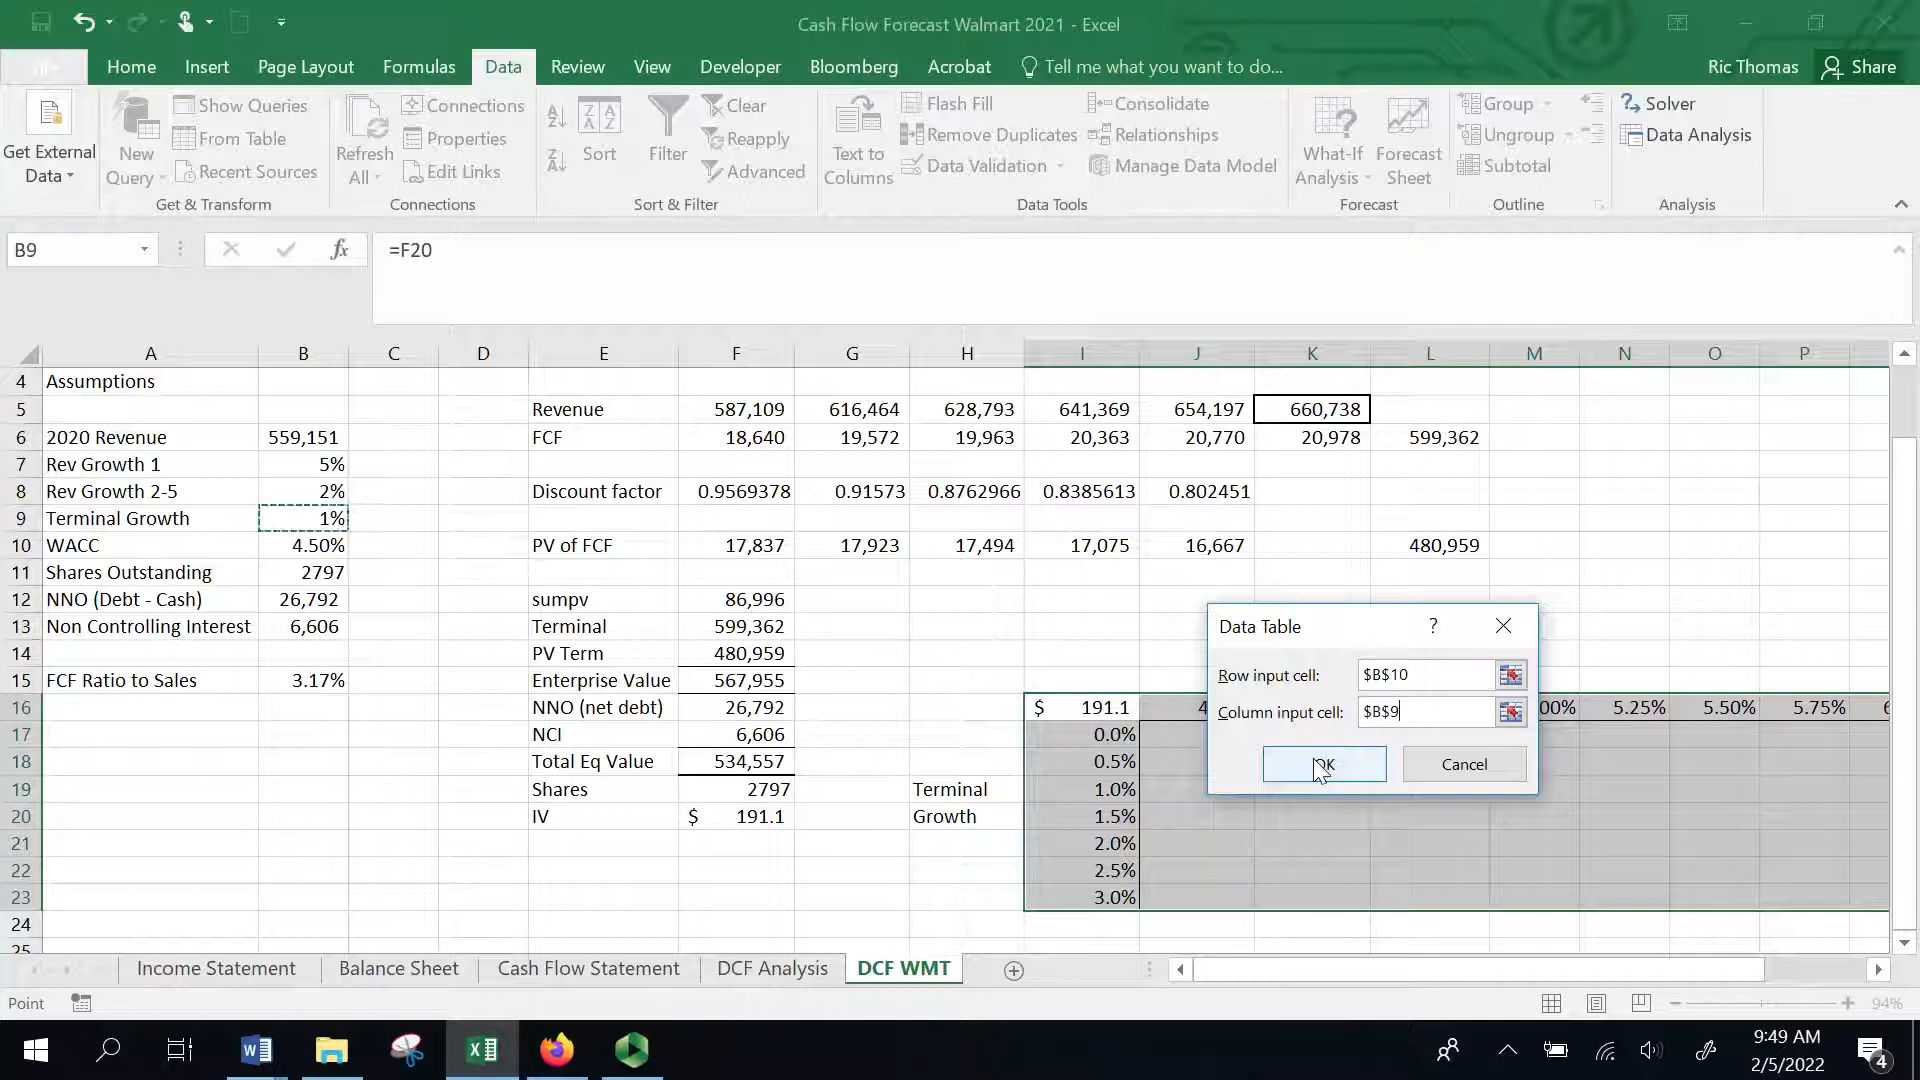 Cash Flow Forecast Walmart 2021 - Excel
Home Insert Page Layout Formulas Data Review View Developer Bloomberg Acrobat Tell me what you want to do... Ric Thomas Share
Get External Data
New Query
Show Queries
From Table
Recent Sources
Get & Transform
Refresh All
Connections
Properties
Edit Links
Connections
Sort
Filter
Clear
Reapply
Advanced
Sort & Filter
Text to Columns
Flash Fill
Remove Duplicates
Data Validation
Consolidate
Relationships
Manage Data Model
Data Tools
What-If Analysis
Forecast Sheet
Forecast
Group
Ungroup
Subtotal
Outline
Solver
Data Analysis
Analysis
B9 fx =F20
A B C D E F G H I J K L M N O P
4 Assumptions
5 Revenue 587,109 616,464 628,793 641,369 654,197 660,738
6 2020 Revenue 559,151 FCF 18,640 19,572 19,963 20,363 20,770 20,978 599,362
7 Rev Growth 1 5%
8 Rev Growth 2-5 2% Discount factor 0.9569378 0.91573 0.8762966 0.8385613 0.802451
9 Terminal Growth 1%
10 WACC 4.50% PV of FCF 17,837 17,923 17,494 17,075 16,667 480,959
11 Shares Outstanding 2797
12 NNO (Debt - Cash) 26,792 sumpv 86,996
13 Non Controlling Interest 6,606 Terminal 599,362
14 PV Term 480,959
15 FCF Ratio to Sales 3.17% Enterprise Value 567,955
16 NNO (net debt) 26,792 $ 191.1 4 00% 5.25% 5.50% 5.75% 6
17 NCI 6,606 0.0%
18 Total Eq Value 534,557 0.5%
19 Shares 2797 Terminal 1.0%
20 IV $ 191.1 Growth 1.5%
21 2.0%
22 2.5%
23 3.0%
24
25
Data Table ?
Row input cell: $B$10
Column input cell: $B$9
OK Cancel
Income Statement Balance Sheet Cash Flow Statement DCF Analysis DCF WMT
Point 94%
9:49 AM
2/5/2022
4